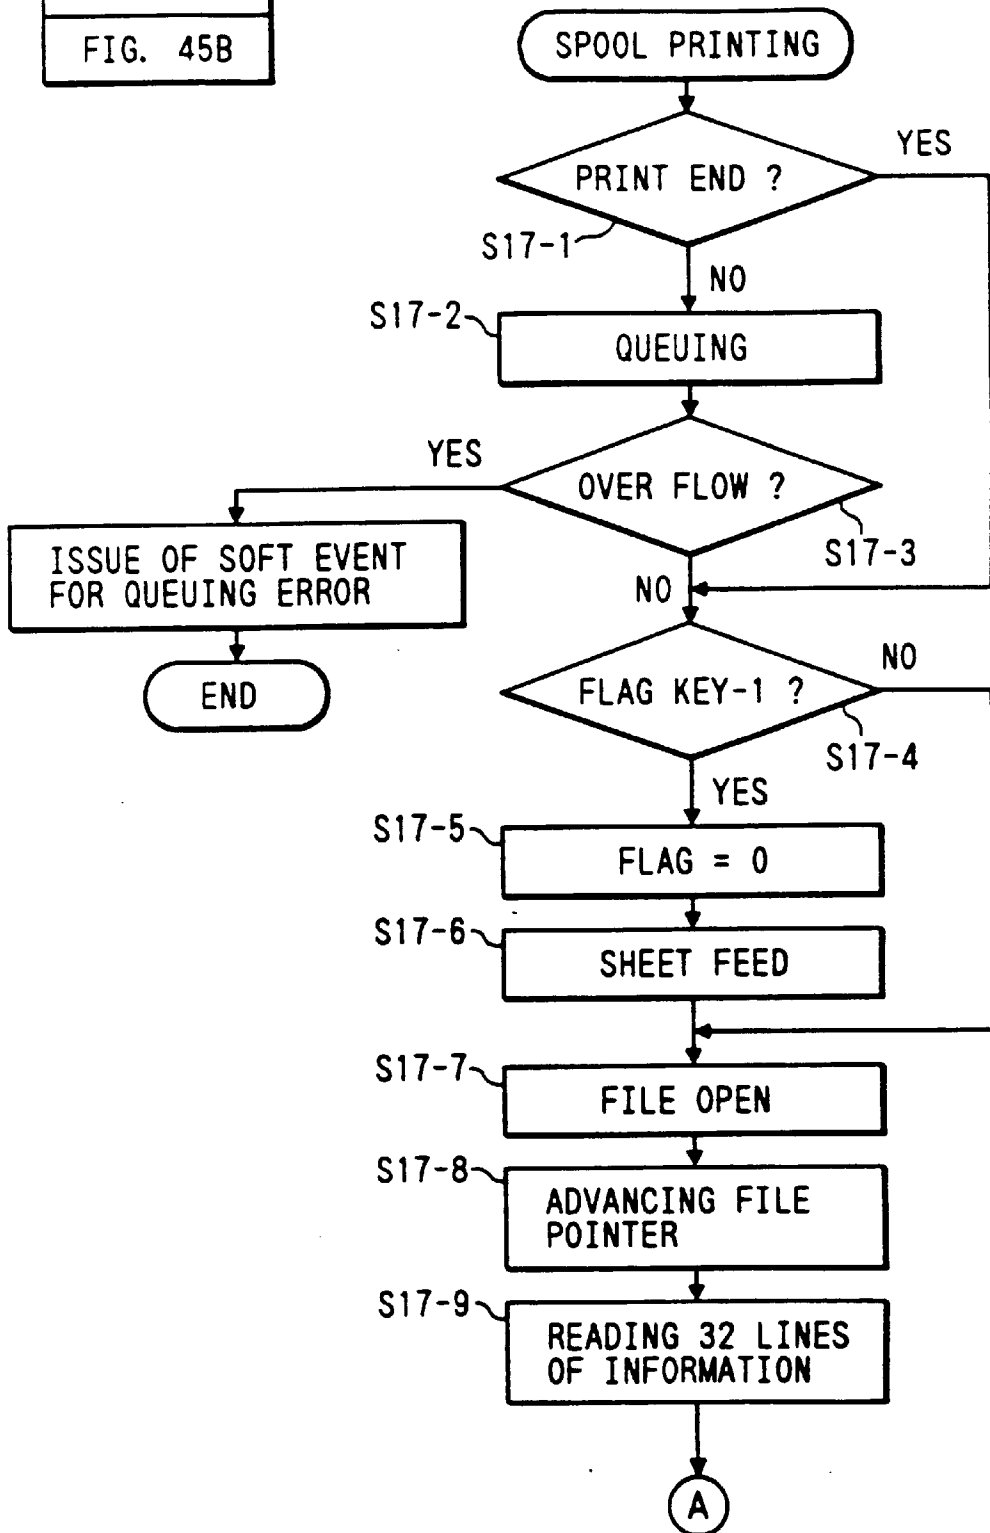 FIG. 45B
SPOOL PRINTING
PRINT END ?
YES
S17-1
NO
S17-2
QUEUING
OVER FLOW ?
YES
S17-3
ISSUE OF SOFT EVENT
FOR QUEUING ERROR
END
NO
FLAG KEY-1 ?
NO
S17-4
YES
S17-5
FLAG = 0
S17-6
SHEET FEED
S17-7
FILE OPEN
S17-8
ADVANCING FILE
POINTER
S17-9
READING 32 LINES
OF INFORMATION
A